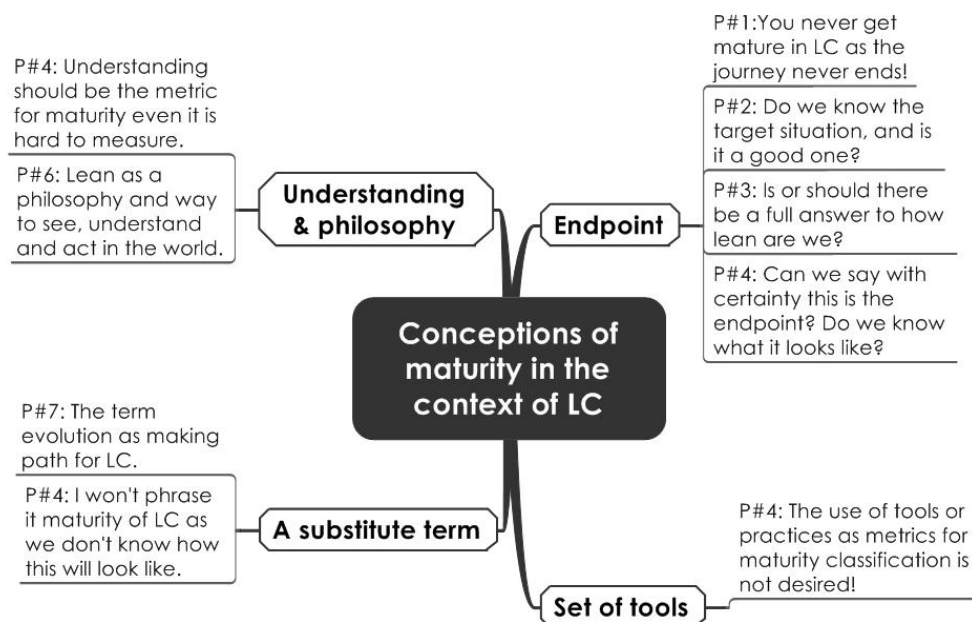 P#4: Understanding
should be the metric
for maturity even it is
hard to measure.
P#6: Lean as a
philosophy and way
to see, understand
and act in the world.
Understanding
& philosophy
P#1:You never get
mature in LC as the
journey never ends!
P#2: Do we know the
target situation, and is
it a good one?
P#3: Is or should there
be a full answer to how
lean are we?
P#4: Can we say with
certainty this is the
endpoint? Do we know
what it looks like?
Endpoint
Conceptions of
maturity in the
context of LC
P#7: The term
evolution as making
path for LC.
P#4: I won't phrase
it maturity of LC as
we don't know how
this will look like.
A substitute term
P#4: The use of tools or
practices as metrics for
maturity classification is
not desired!
Set of tools